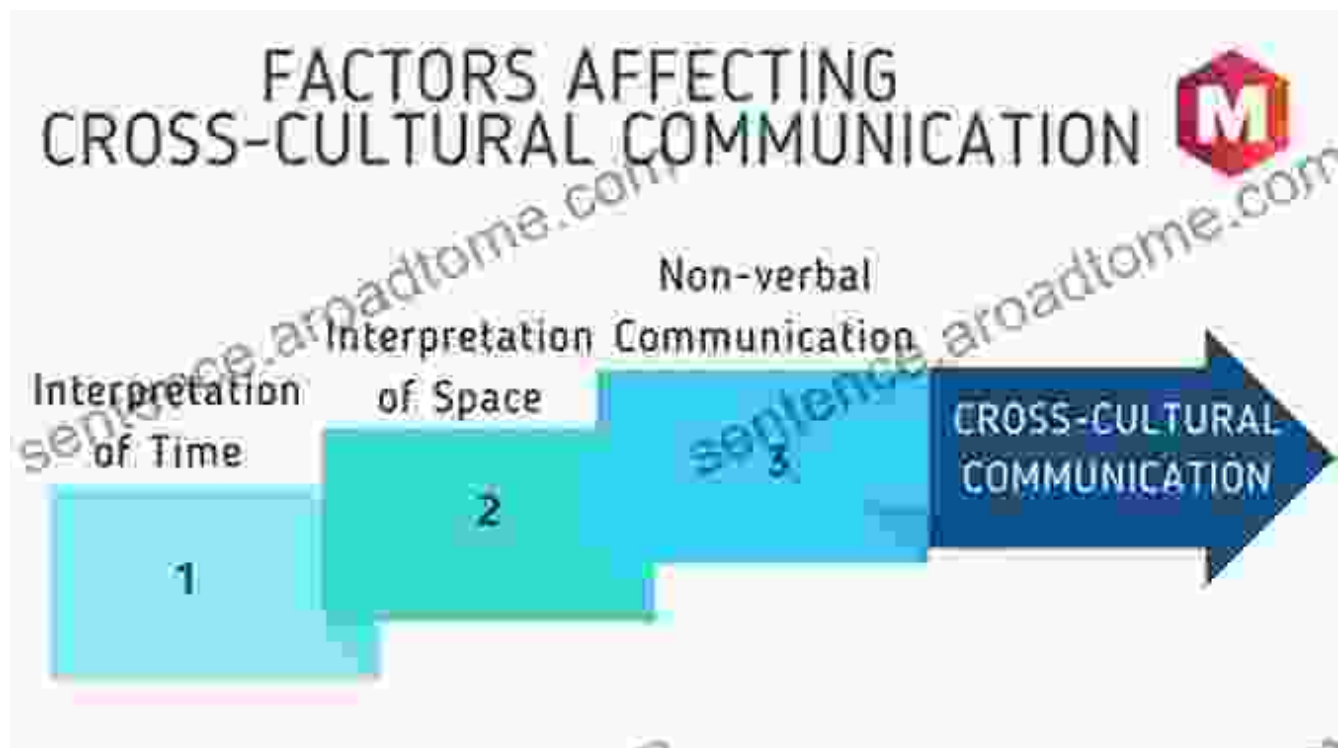 FACTORS AFFECTING
CROSS-CULTURAL COMMUNICATION
M
Interpretation
of Time
1
Interpretation
of Space
2
Non-verbal
Communication
3
CROSS-CULTURAL
COMMUNICATION
sentence.aroadtome.com
sentence.aroadtome.com